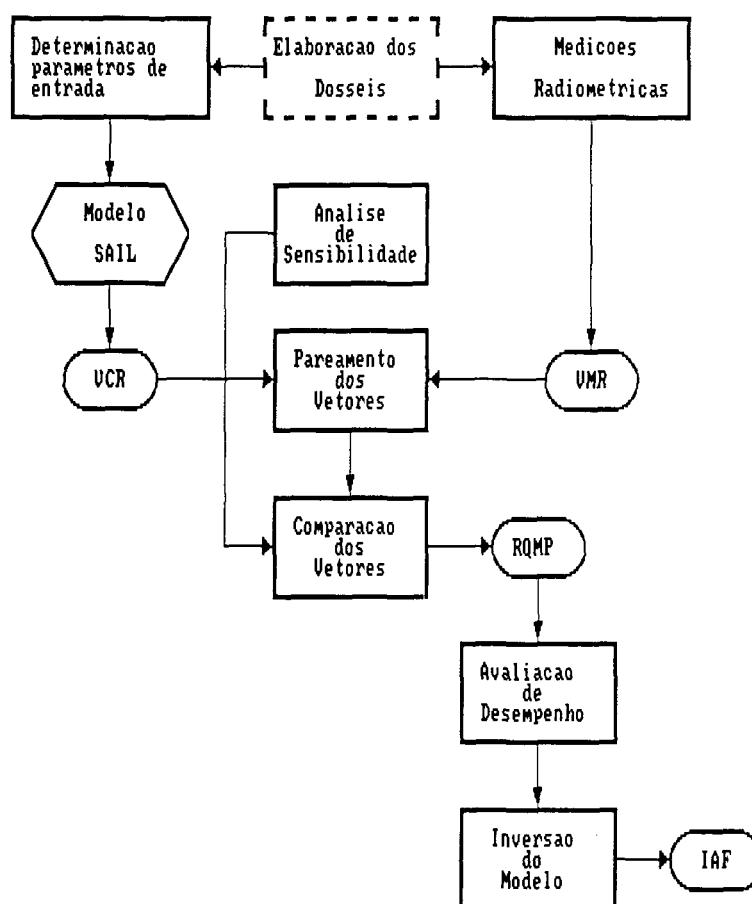 Determinacao
parametros de
entrada
Elaboracao dos
Dosseis
Medicoes
Radiometricas
Modelo
SAIL
Analise
de
Sensibilidade
VCR
Pareamento
dos
Vetores
VMR
Comparacao
dos
Vetores
RQMP
Avaliacao
de
Desempenho
Inversao
do
Modelo
IAF